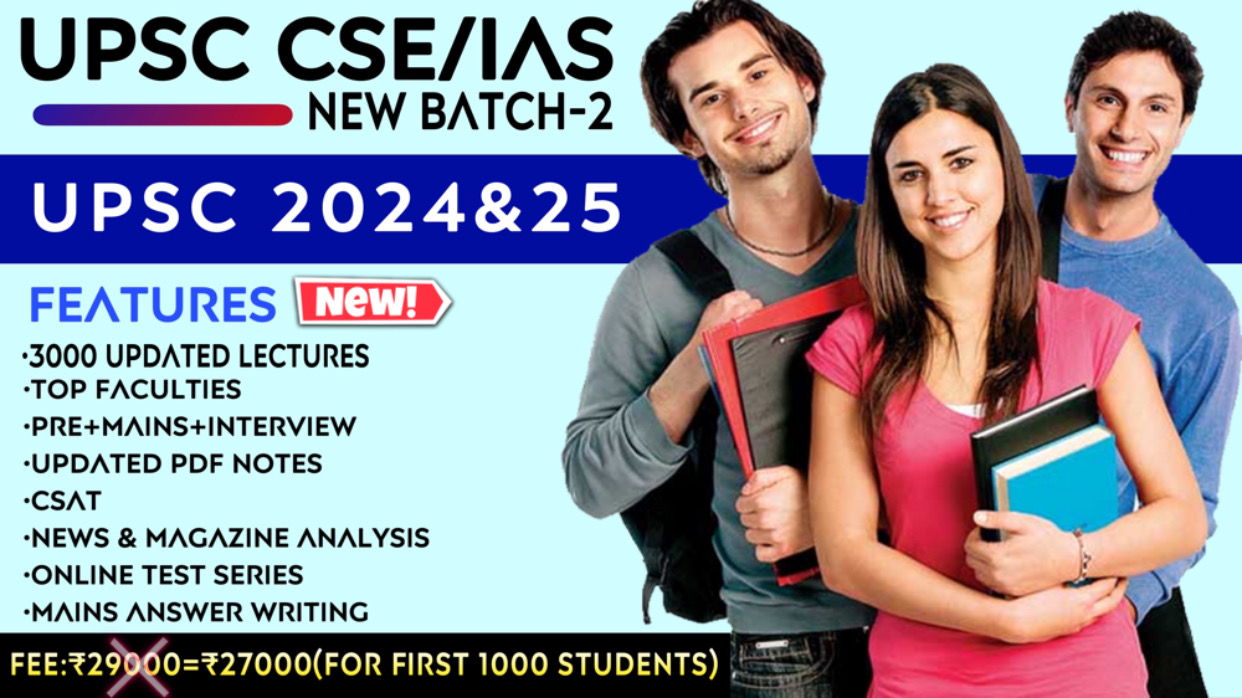 UPSC CSE/IAS
NEW BATCH-2
UPSC 2024&25
FEATURES New!
•3000 UPDATED LECTURES
•TOP FACULTIES
•PRE+MAINS+INTERVIEW
•UPDATED PDF NOTES
•CSAT
•NEWS & MAGAZINE ANALYSIS
•ONLINE TEST SERIES
•MAINS ANSWER WRITING
FEE:₹29000=₹27000(FOR FIRST 1000 STUDENTS)